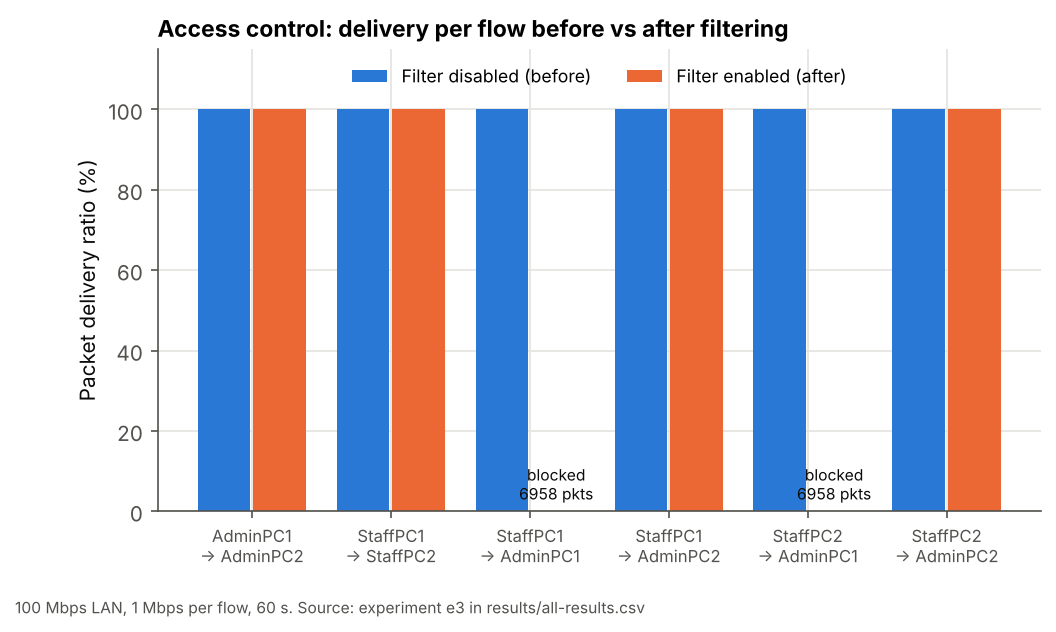 Access control: delivery per flow before vs after filtering
Filter disabled (before)
Filter enabled (after)
Packet delivery ratio (%)
100
80
60
40
20
0
blocked
6958 pkts
blocked
6958 pkts
AdminPC1
→ AdminPC2
StaffPC1
→ StaffPC2
StaffPC1
→ AdminPC1
StaffPC1
→ AdminPC2
StaffPC2
→ AdminPC1
StaffPC2
→ AdminPC2
100 Mbps LAN, 1 Mbps per flow, 60 s. Source: experiment e3 in results/all-results.csv